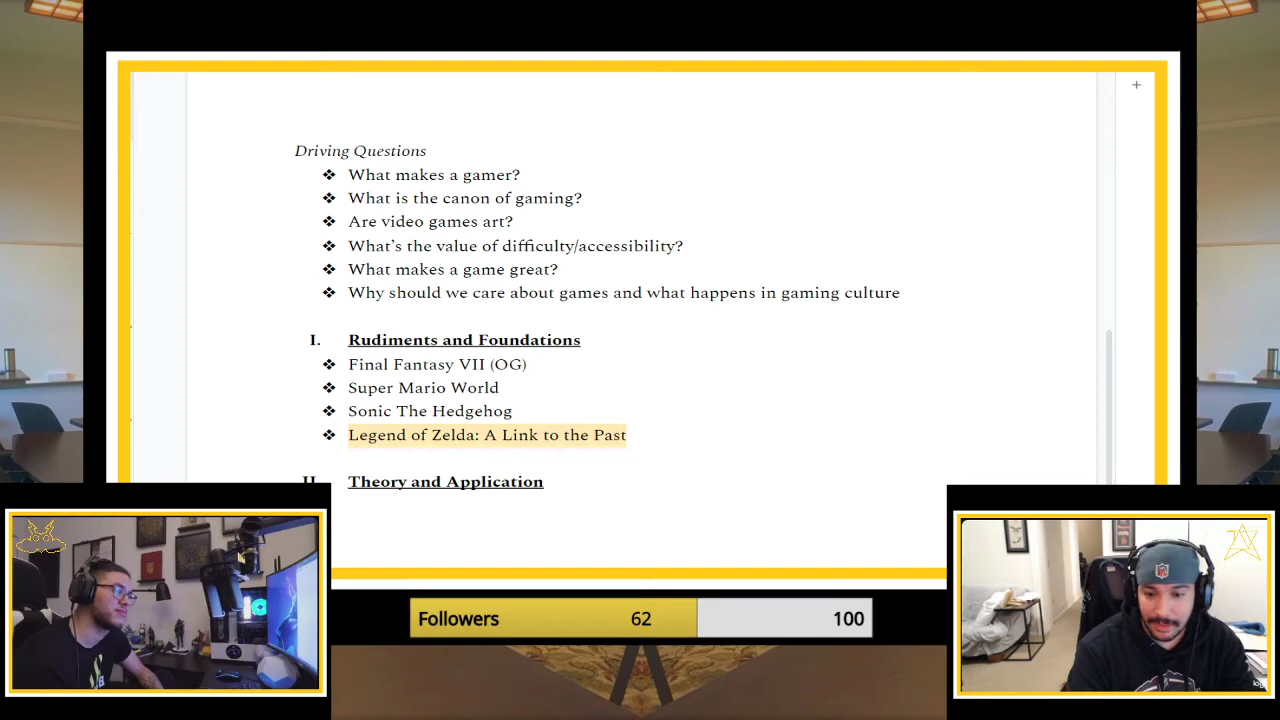 Driving Questions
❖ What makes a gamer?
❖ What is the canon of gaming?
❖ Are video games art?
❖ What’s the value of difficulty/accessibility?
❖ What makes a game great?
❖ Why should we care about games and what happens in gaming culture
I. Rudiments and Foundations
❖ Final Fantasy VII (OG)
❖ Super Mario World
❖ Sonic The Hedgehog
❖ Legend of Zelda: A Link to the Past
II. Theory and Application
Followers 62 100
NFL